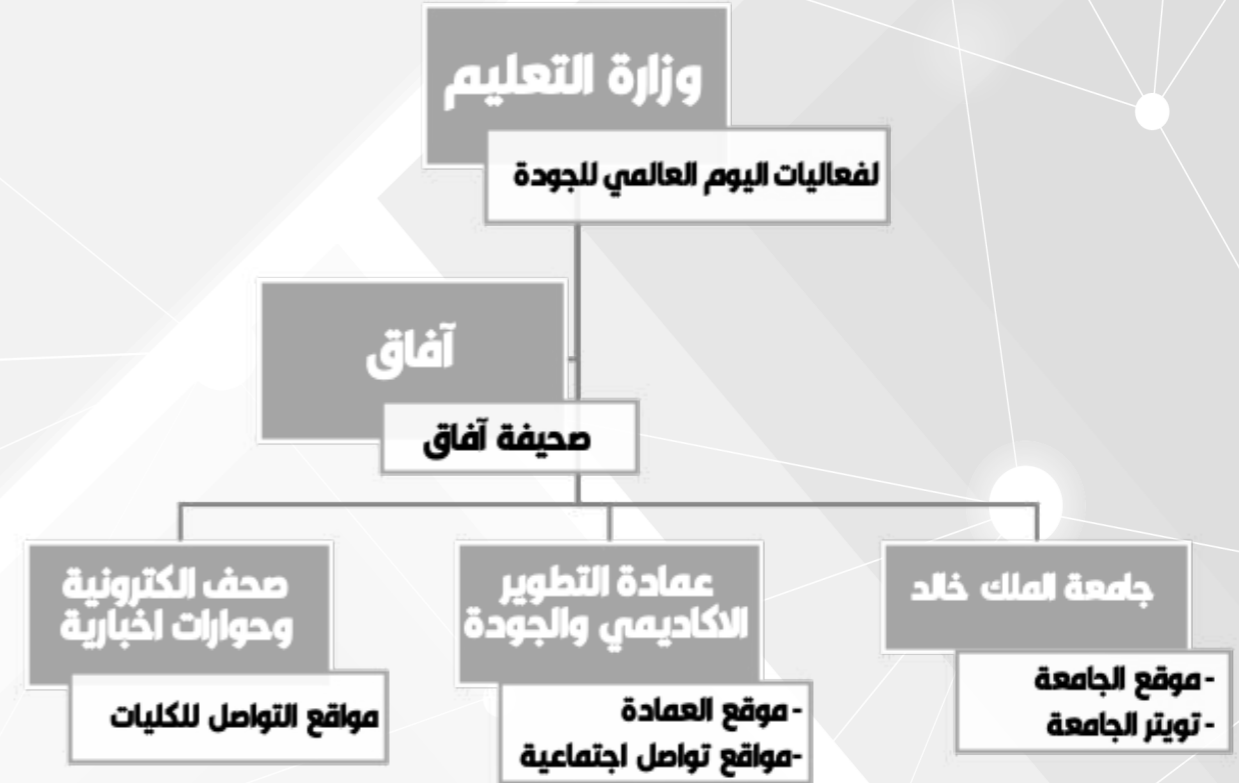 وزارة التعليم
لفعاليات اليوم العالمي للجودة
آفاق
صحيفة آفاق
جامعة الملك خالد
- موقع الجامعة
- تويتر الجامعة
عمادة التطوير
الاكاديمي والجودة
- موقع العمادة
-مواقع تواصل اجتماعية
صحف الكترونية
وحوارات اخبارية
مواقع التواصل للكليات